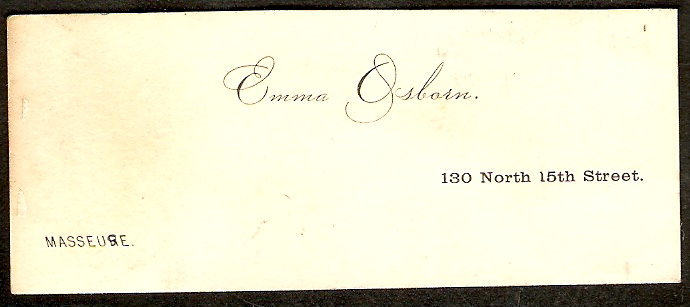 Emma Osborn.
130 North 15th Street.
MASSEUSE.